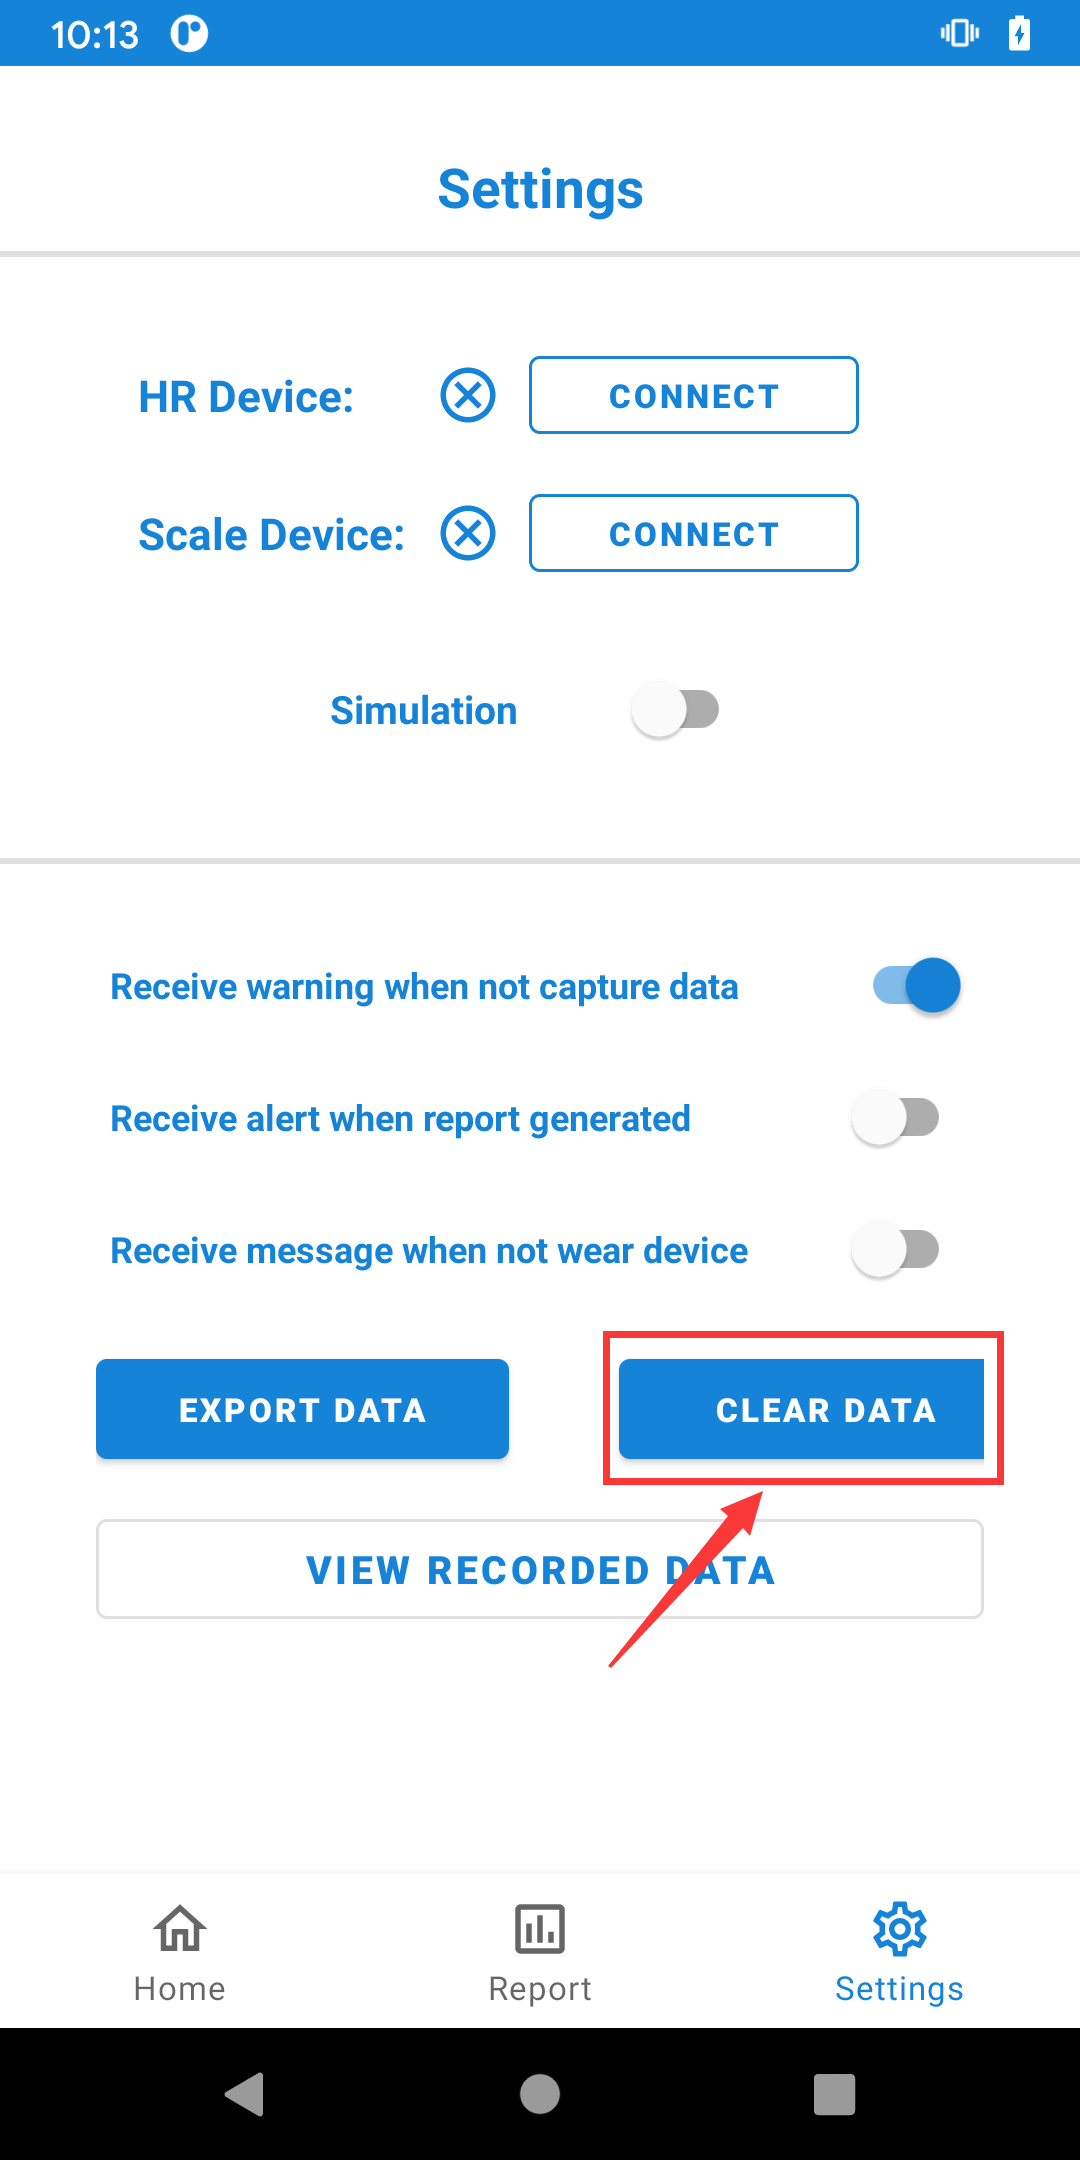 10:13
Settings
HR Device:
CONNECT
Scale Device:
CONNECT
Simulation
Receive warning when not capture data
Receive alert when report generated
Receive message when not wear device
EXPORT DATA
CLEAR DATA
VIEW RECORDED DATA
Home
Report
Settings